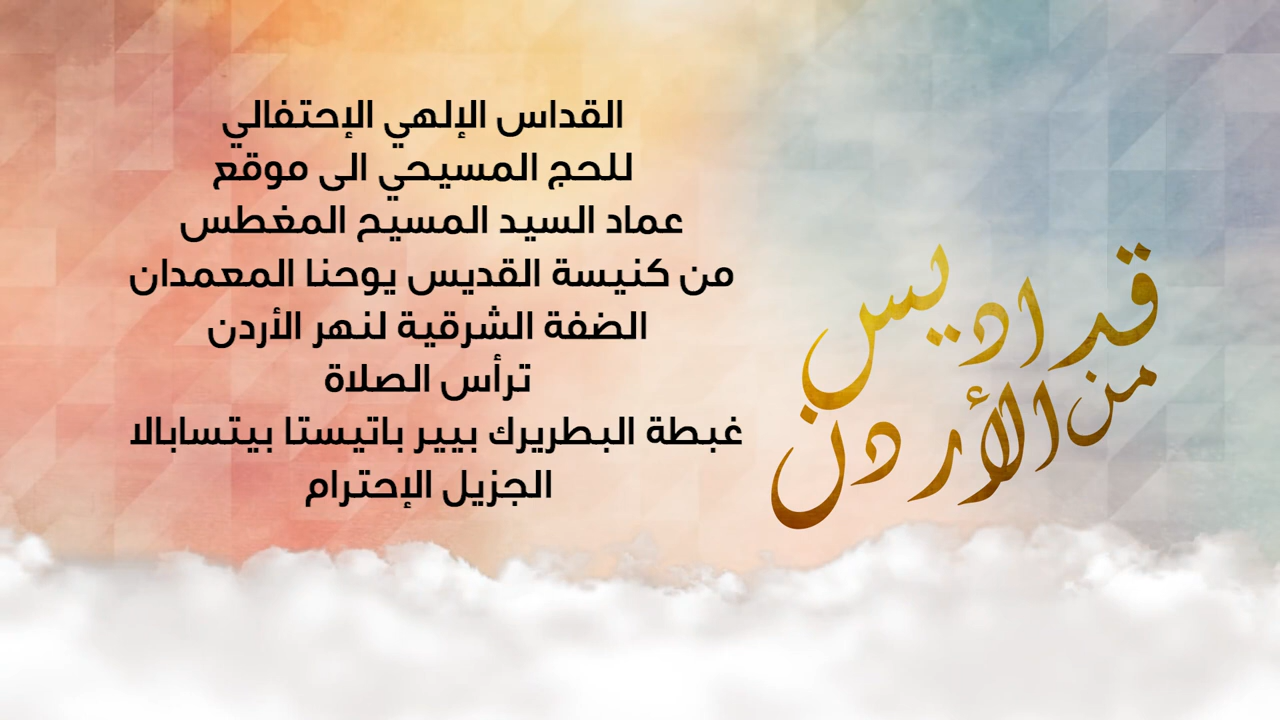 القداس الإلهي الإحتفالي
للحج المسيحي الى موقع
عماد السيد المسيح المغطس
من كنيسة القديس يوحنا المعمدان
الضفة الشرقية لنهر الأردن
ترأس الصلاة
غبطة البطريرك بيير باتيستا بيتسابالا
الجزيل الإحترام
قداديس
من الأردن